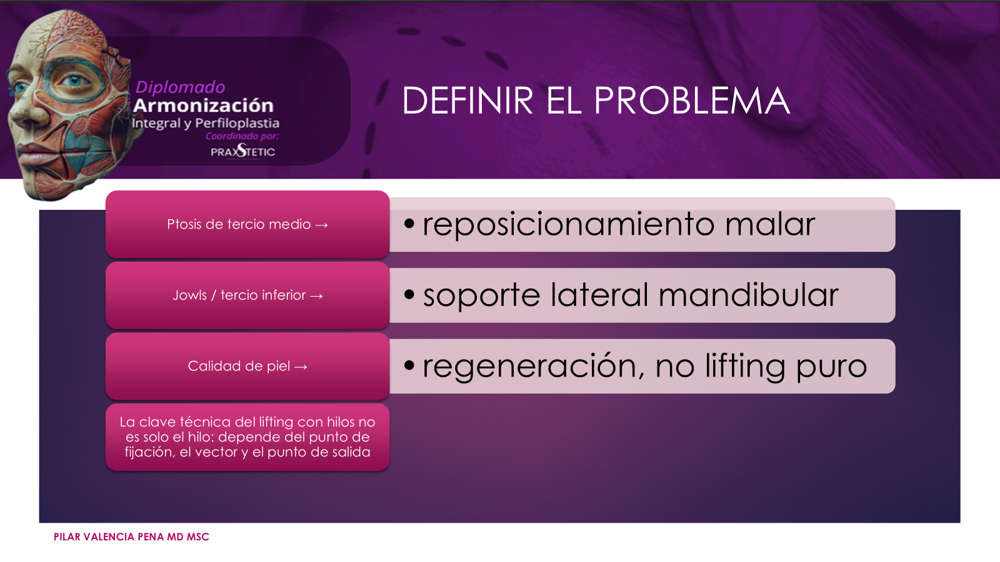 Diplomado
Armonización
Integral y Perfiloplastia
Coordinado por:
PRAXSTETIC
DEFINIR EL PROBLEMA
Ptosis de tercio medio →
• reposicionamiento malar
Jowls / tercio inferior →
• soporte lateral mandibular
Calidad de piel →
• regeneración, no lifting puro
La clave técnica del lifting con hilos no
es solo el hilo: depende del punto de
fijación, el vector y el punto de salida
PILAR VALENCIA PENA MD MSC